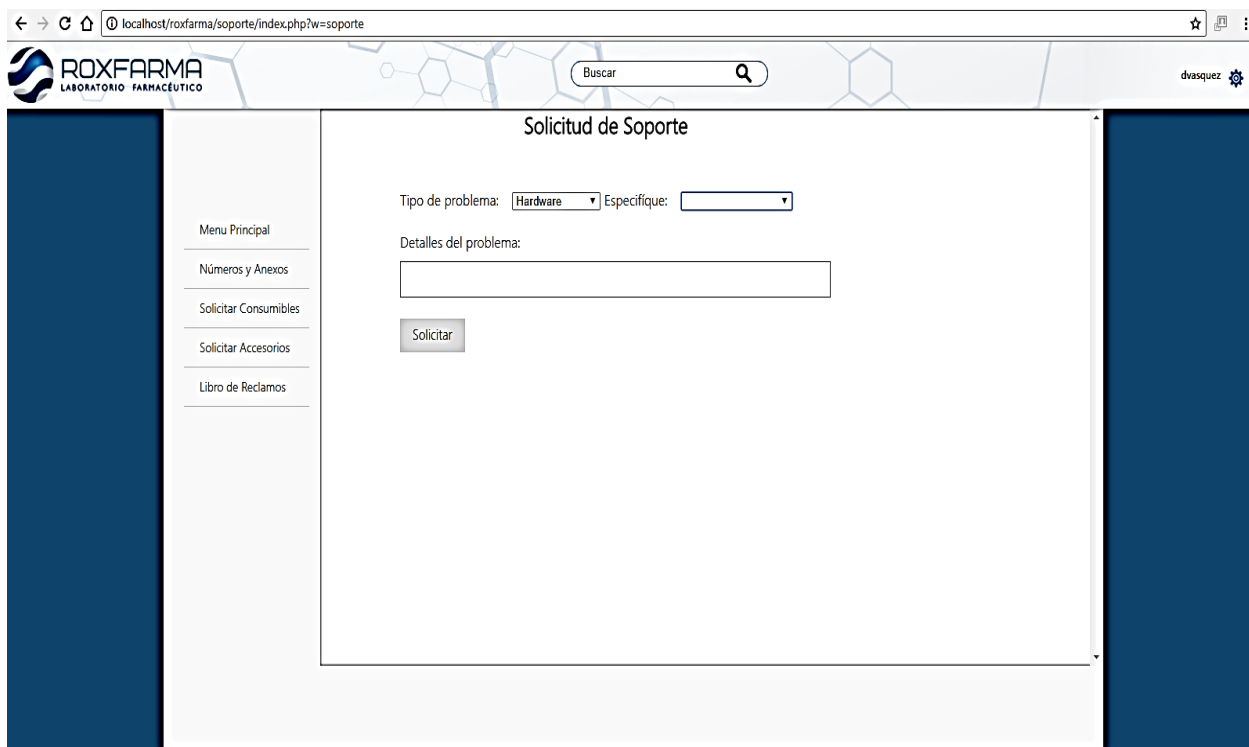 localhost/roxfarma/soporte/index.php?w=soporte
ROXFARMA
LABORATORIO FARMACÉUTICO
Buscar
dvasquez
Solicitud de Soporte
Tipo de problema: Hardware Especifíque:
Detalles del problema:
Solicitar
Menu Principal
Números y Anexos
Solicitar Consumibles
Solicitar Accesorios
Libro de Reclamos